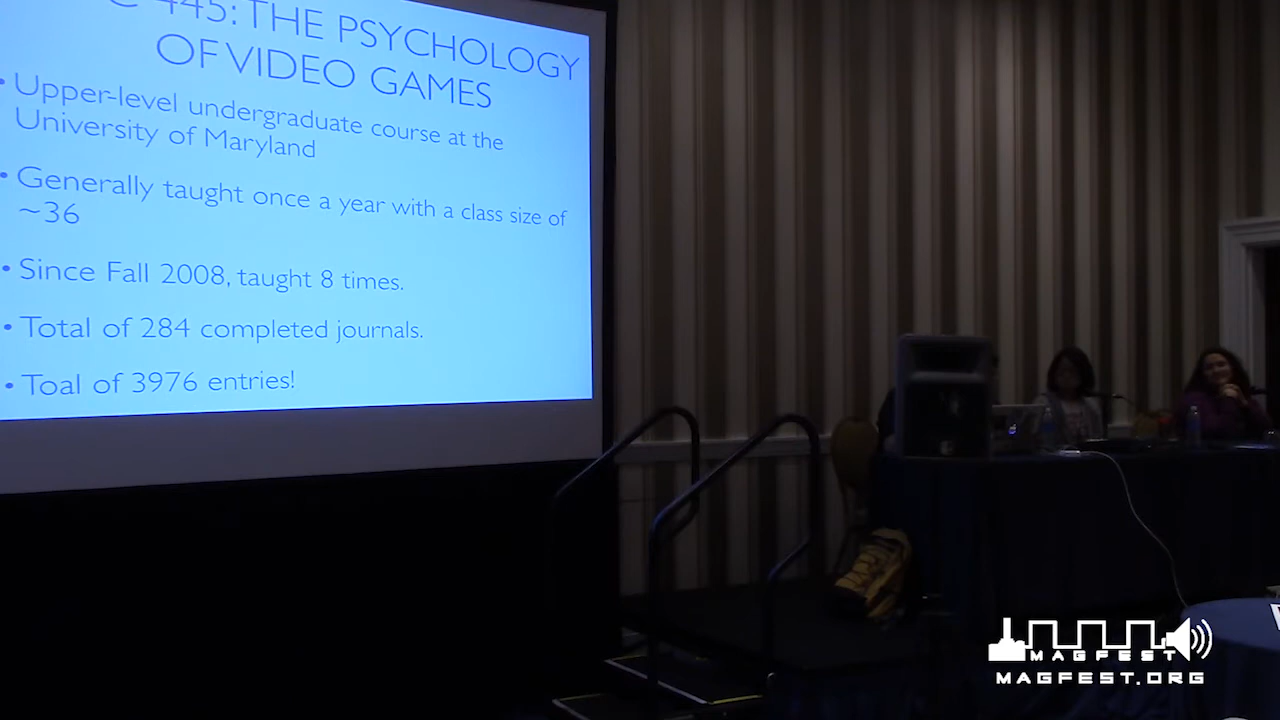 445: THE PSYCHOLOGY
OF VIDEO GAMES
• Upper-level undergraduate course at the
University of Maryland
• Generally taught once a year with a class size of
~36
• Since Fall 2008, taught 8 times.
• Total of 284 completed journals.
• Toal of 3976 entries!
MAGFEST
MAGFEST.ORG